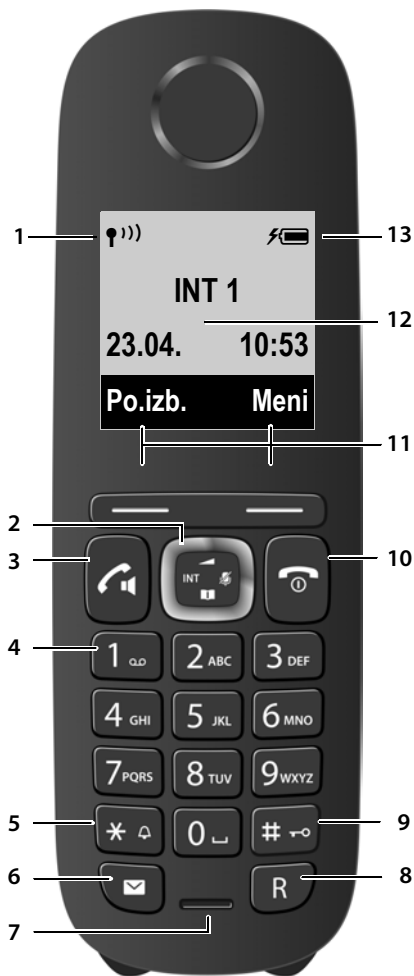 1
13
INT 1
12
23.04. 10:53
Po.izb. Meni
11
2
3
INT
10
4
1
2 ABC
3 DEF
4 GHI
5 JKL
6 MNO
7 PQRS
8 TUV
9 WXYZ
5
* 0 #
9
6
R
8
7